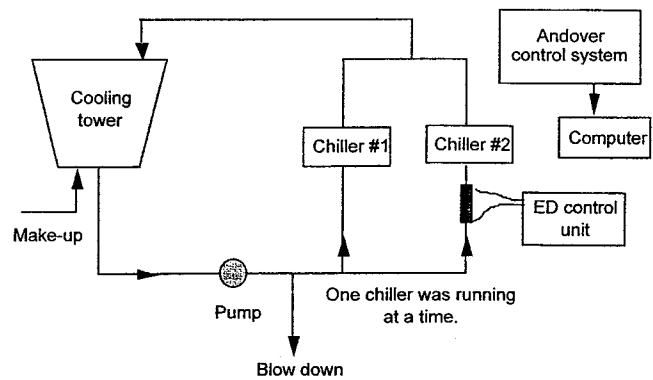 Andover
control system
Cooling
tower
Chiller #1
Chiller #2
Computer
ED control
unit
Make-up
Pump
One chiller was running
at a time.
Blow down